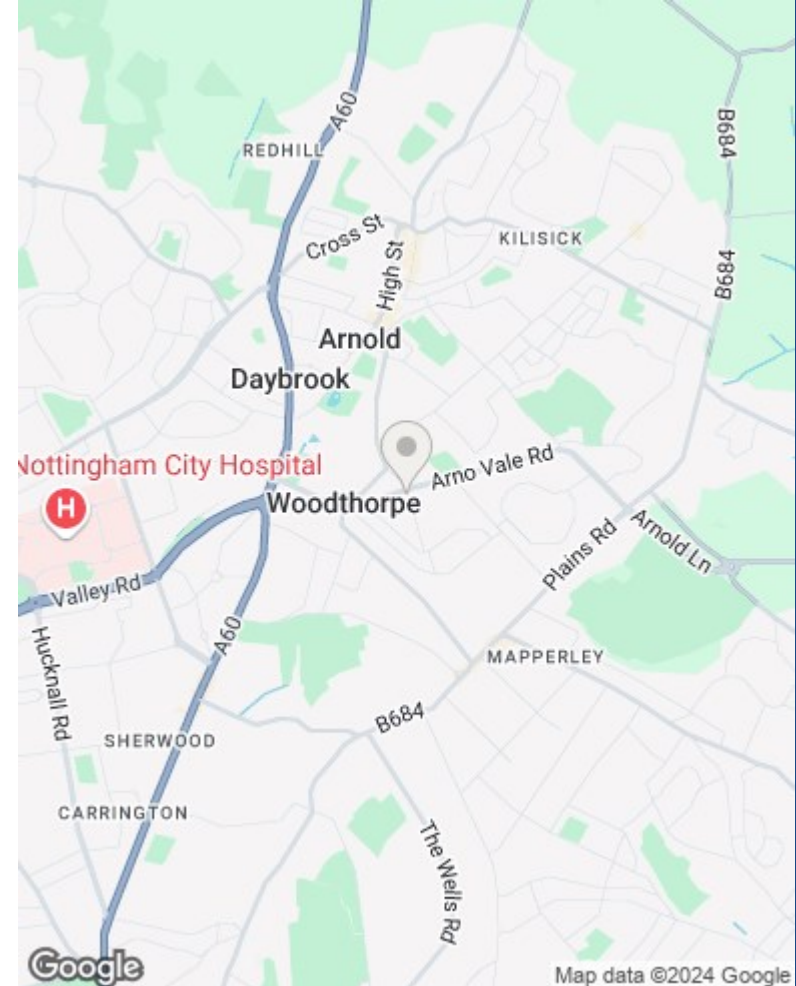 A60
REDHILL
B684
Cross St
High St
KILISICK
B684
Arnold
Daybrook
Nottingham City Hospital
H
Arno Vale Rd
Woodthorpe
Plains Rd
Arnold Ln
Valley Rd
A60
Hucknall Rd
MAPPERLEY
B684
SHERWOOD
CARRINGTON
The Wells Rd
Google
Map data ©2024 Google